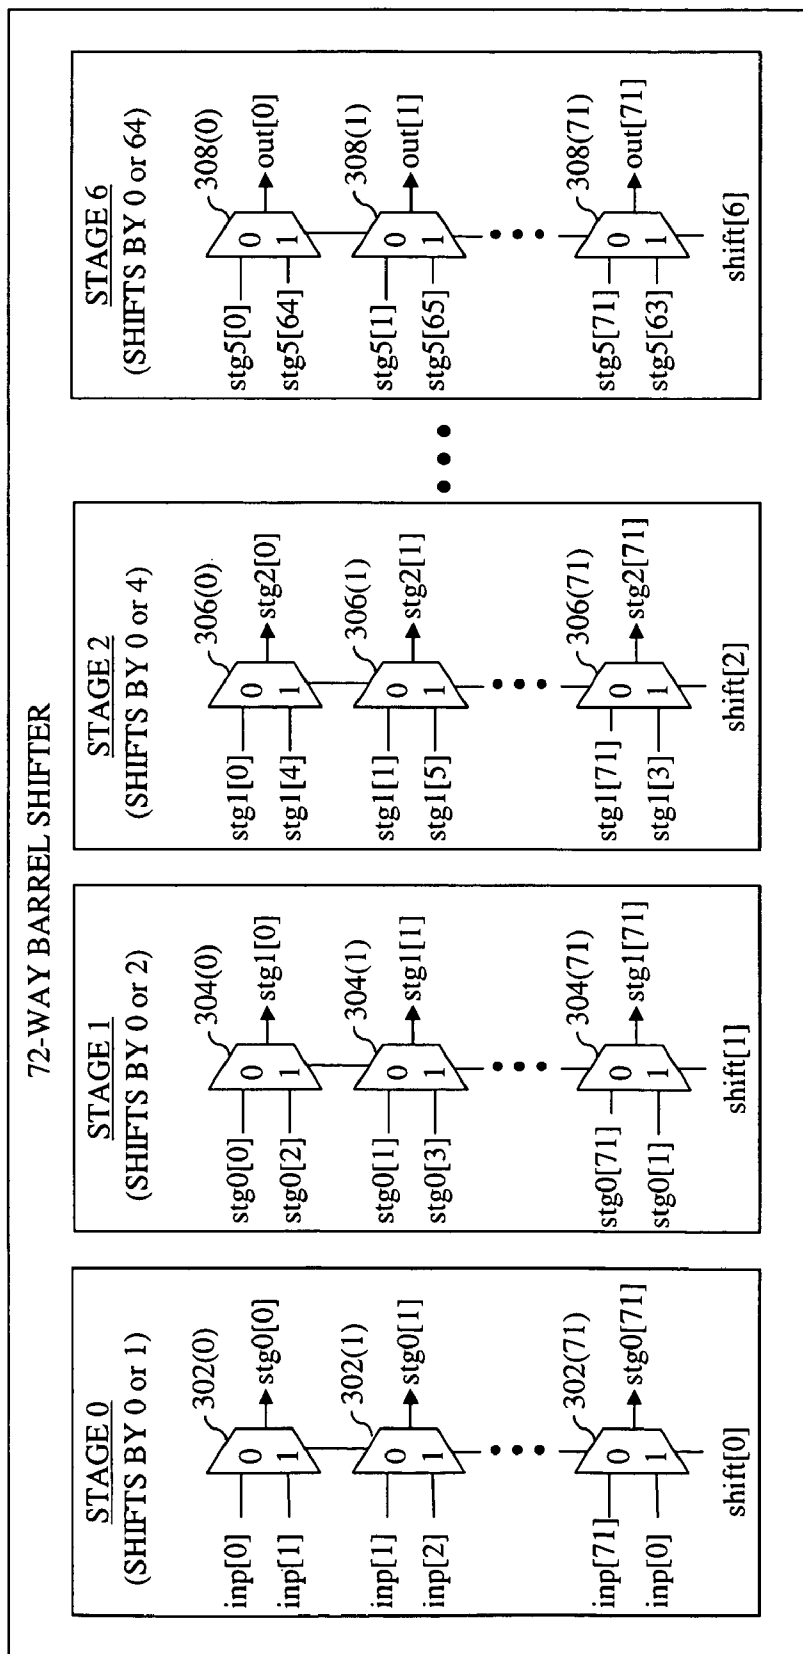 72-WAY BARREL SHIFTER
STAGE 0
(SHIFTS BY 0 or 1)
302(0)
inp[0]
0
stg0[0]
inp[1]
1
302(1)
inp[1]
0
stg0[1]
inp[2]
1
302(71)
inp[71]
0
stg0[71]
inp[0]
1
shift[0]
STAGE 1
(SHIFTS BY 0 or 2)
304(0)
stg0[0]
0
stg1[0]
stg0[2]
1
304(1)
stg0[1]
0
stg1[1]
stg0[3]
1
304(71)
stg0[71]
0
stg1[71]
stg0[1]
1
shift[1]
STAGE 2
(SHIFTS BY 0 or 4)
306(0)
stg1[0]
0
stg2[0]
stg1[4]
1
306(1)
stg1[1]
0
stg2[1]
stg1[5]
1
306(71)
stg1[71]
0
stg2[71]
stg1[3]
1
shift[2]
STAGE 6
(SHIFTS BY 0 or 64)
308(0)
stg5[0]
0
out[0]
stg5[64]
1
308(1)
stg5[1]
0
out[1]
stg5[65]
1
308(71)
stg5[71]
0
out[71]
stg5[63]
1
shift[6]